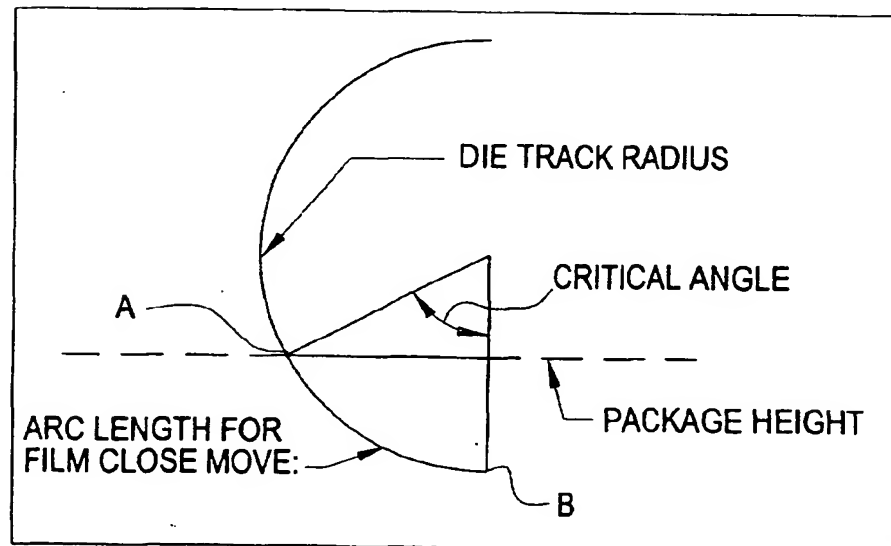 DIE TRACK RADIUS
CRITICAL ANGLE
A
PACKAGE HEIGHT
ARC LENGTH FOR
FILM CLOSE MOVE:
B